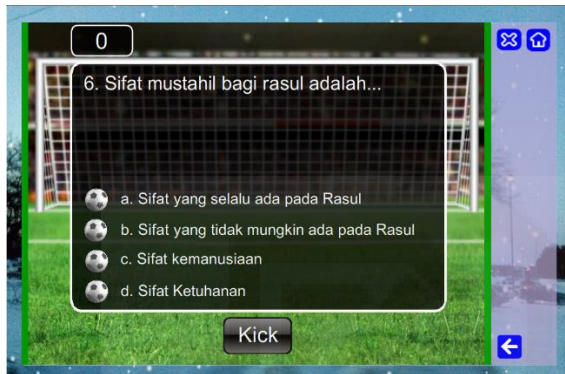 0
6. Sifat mustahil bagi rasul adalah...
a. Sifat yang selalu ada pada Rasul
b. Sifat yang tidak mungkin ada pada Rasul
c. Sifat kemanusiaan
d. Sifat Ketuhanan
Kick